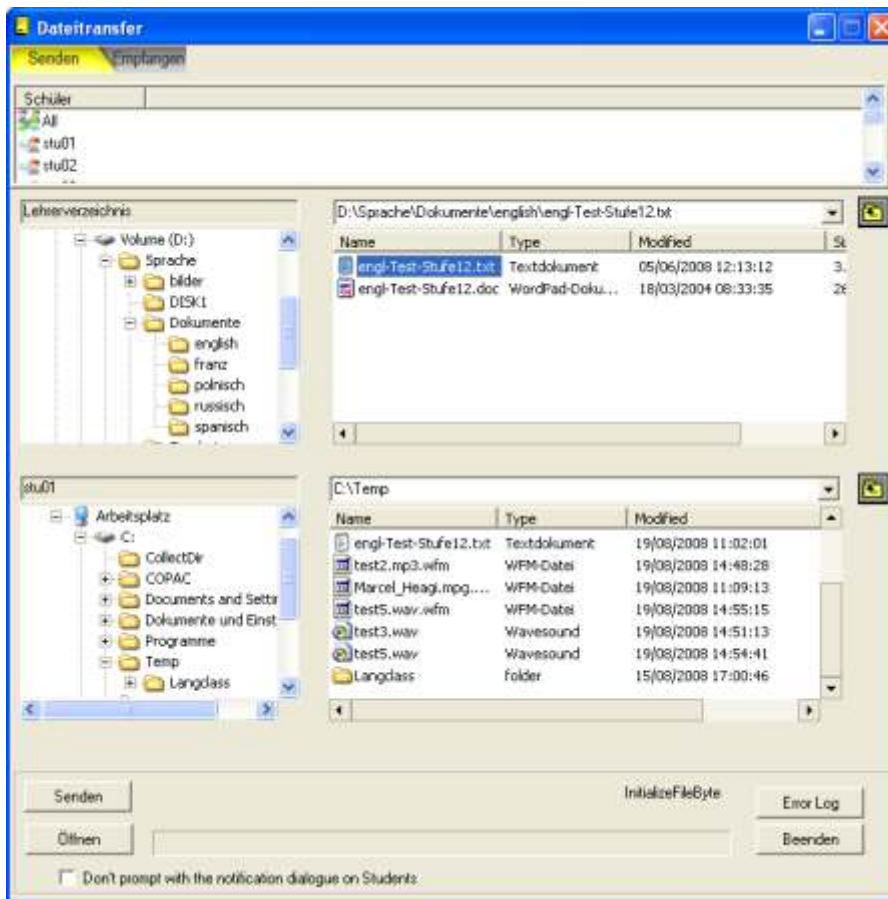 Dateitransfer
Senden Empfangen
Schüler
All
stu01
stu02
Lehrerverzeichnis
Volume (D:)
Sprache
bilder
DISK1
Dokumente
english
franz
polnisch
russisch
spanisch
D:\Sprache\Dokumente\english\engl-Test-Stufe12.txt
Name Type Modified
engl-Test-Stufe12.txt Textdokument 05/06/2008 12:13:12 3.
engl-Test-Stufe12.doc WordPad-Doku... 18/03/2004 08:33:35 26
stu01
Arbeitsplatz
C:
CollectDir
COPAC
Documents and Settir
Dokumente und Einst
Programme
Temp
Langclass
C:\Temp
Name Type Modified
engl-Test-Stufe12.txt Textdokument 19/08/2008 11:02:01
test2.mp3.wfm WFM-Datei 19/08/2008 14:48:28
Marcel_Heagi.mpg.... WFM-Datei 19/08/2008 11:09:13
test5.wav.wfm WFM-Datei 19/08/2008 14:55:15
test3.wav Wavesound 19/08/2008 14:51:13
test5.wav Wavesound 19/08/2008 14:54:41
Langclass folder 15/08/2008 17:00:46
Senden
InitializeFileByte
Error Log
Öffnen
Beenden
Don't prompt with the notification dialogue on Students